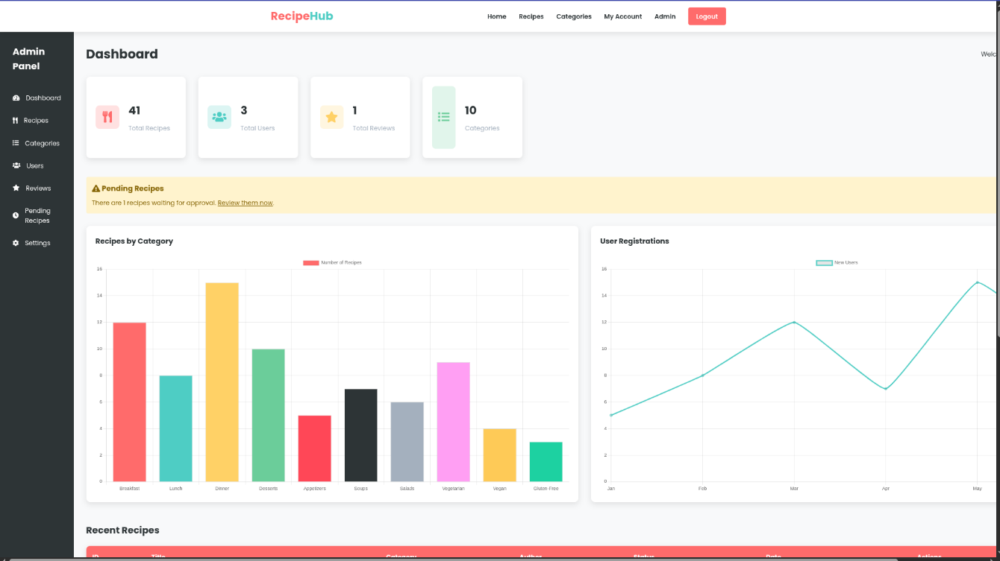 RecipeHub
Home Recipes Categories My Account Admin Logout
Admin
Panel
Dashboard
Recipes
Categories
Users
Reviews
Pending
Recipes
Settings
Dashboard
41
Total Recipes
3
Total Users
1
Total Reviews
10
Categories
Pending Recipes
There are 1 recipes waiting for approval. Review them now.
Recipes by Category
Number of Recipes
16
14
12
10
8
6
4
2
0
Breakfast Lunch Dinner Desserts Appetizers Soups Salads Vegetarian Vegan Gluten-Free
User Registrations
New Users
16
14
12
10
8
6
4
2
0
Jan Feb Mar Apr May
Recent Recipes
ID Title Category Author Status Date Actions